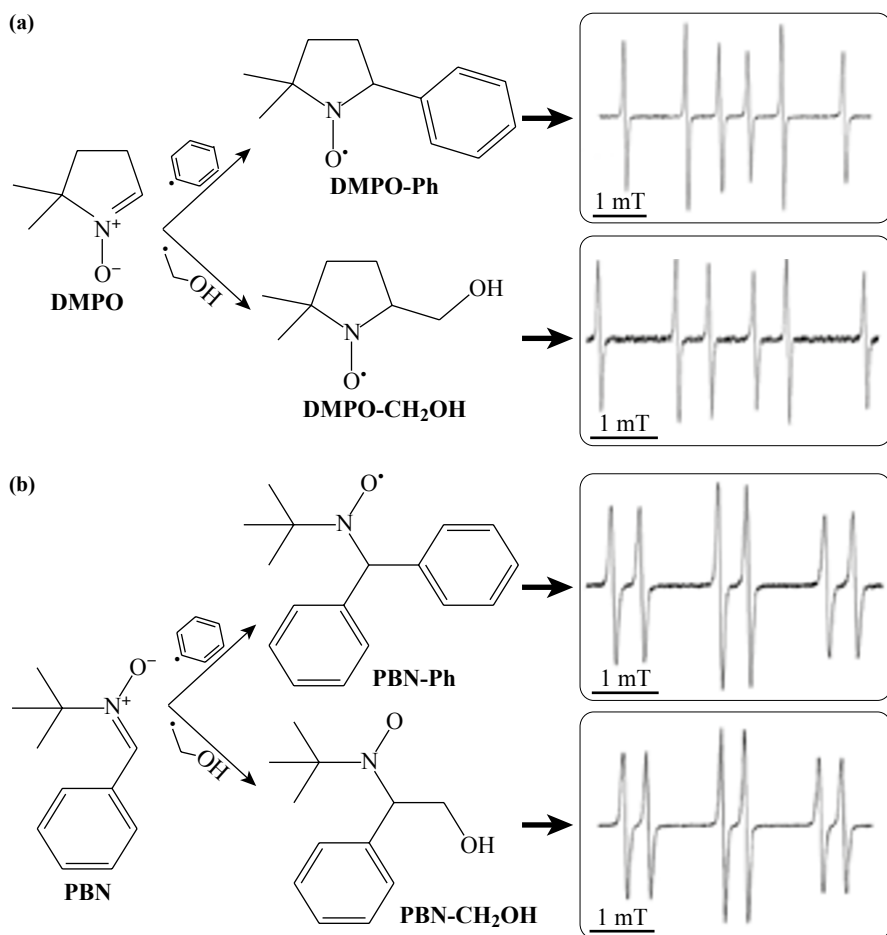 (a)
N
O•
DMPO-Ph
1 mT
N+
O−
DMPO
•
•
OH
OH
N
O•
DMPO-CH2OH
1 mT
(b)
O•
N
PBN-Ph
1 mT
O−
N+
PBN
•
•
OH
O
N
OH
PBN-CH2OH
1 mT